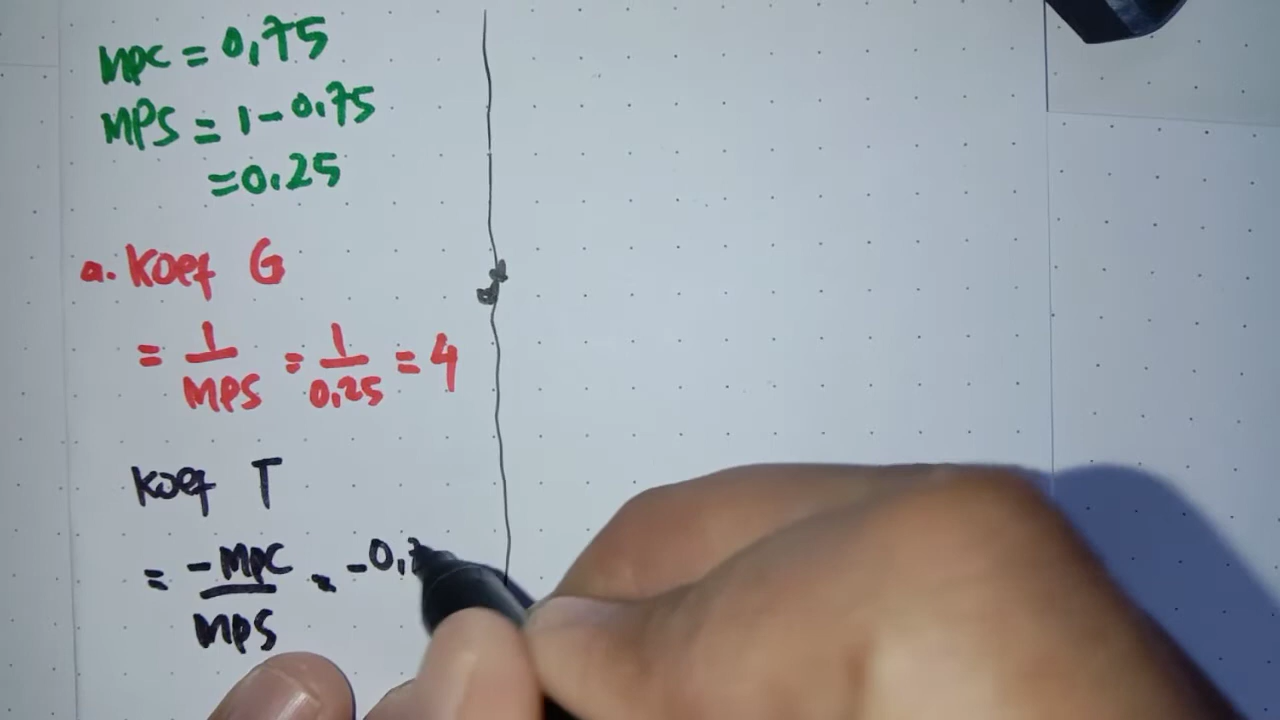 MPC = 0,75
MPS = 1 - 0.75
= 0.25
a. Koef G
= 1/MPS = 1/0.25 = 4
Koef T
= -MPC/MPS = -0,